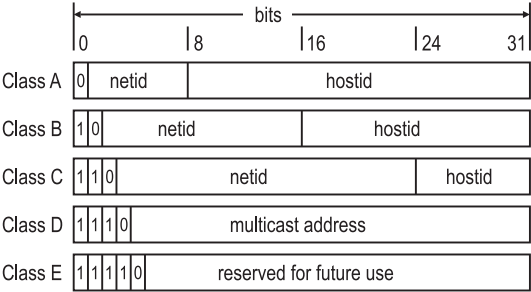 bits
0 8 16 24 31
Class A 0 netid hostid
Class B 1 0 netid hostid
Class C 1 1 0 netid hostid
Class D 1 1 1 0 multicast address
Class E 1 1 1 1 0 reserved for future use